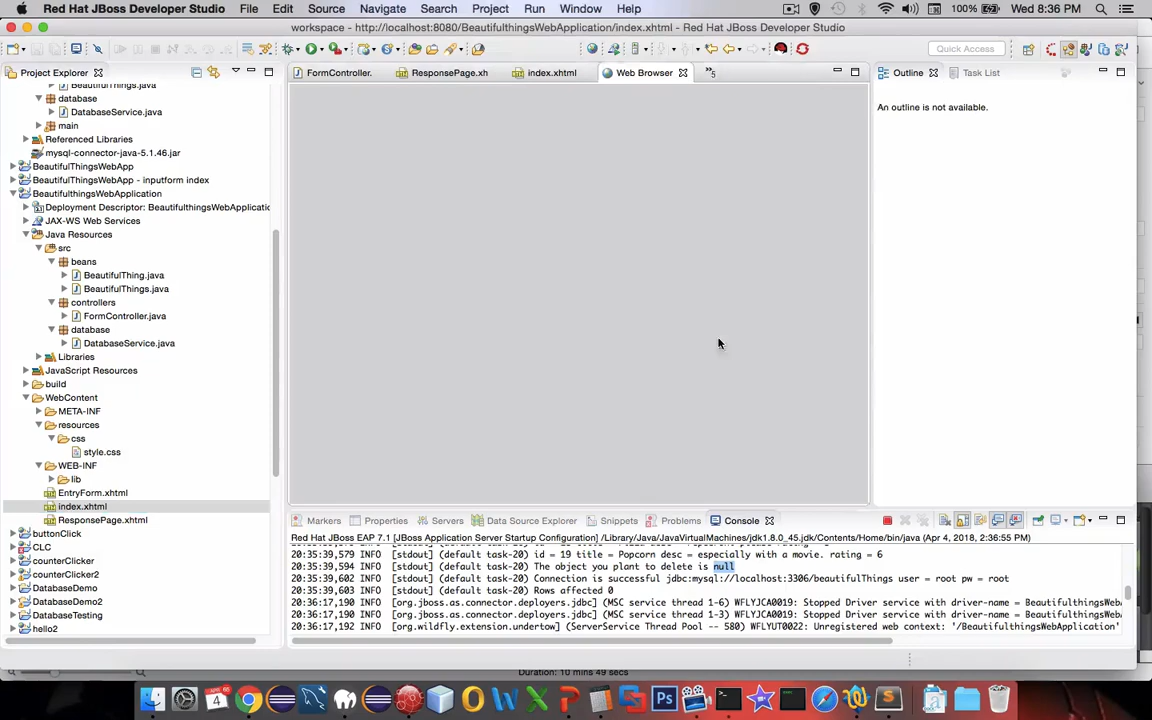 Red Hat JBoss Developer Studio File Edit Source Navigate Search Project Run Window Help 100% Wed 8:36 PM
workspace - http://localhost:8080/BeautifulthingsWebApplication/index.xhtml - Red Hat JBoss Developer Studio
Quick Access
Project Explorer
FormController. ResponsePage.xh index.xhtml Web Browser 5
Outline Task List
An outline is not available.
BeautifulThings.java
database
DatabaseService.java
main
Referenced Libraries
mysql-connector-java-5.1.46.jar
BeautifulThingsWebApp
BeautifulThingsWebApp - inputform index
BeautifulthingsWebApplication
Deployment Descriptor: BeautifulthingsWebApplicatic
JAX-WS Web Services
Java Resources
src
beans
BeautifulThing.java
BeautifulThings.java
controllers
FormController.java
database
DatabaseService.java
Libraries
JavaScript Resources
build
WebContent
META-INF
resources
css
style.css
WEB-INF
lib
EntryForm.xhtml
index.xhtml
ResponsePage.xhtml
buttonClick
CLC
counterClicker
counterClicker2
DatabaseDemo
DatabaseDemo2
DatabaseTesting
hello2
Markers Properties Servers Data Source Explorer Snippets Problems Console
Red Hat JBoss EAP 7.1 [JBoss Application Server Startup Configuration] /Library/Java/JavaVirtualMachines/jdk1.8.0_45.jdk/Contents/Home/bin/java (Apr 4, 2018, 2:36:55 PM)
20:35:39,579 INFO [stdout] (default task-20) id = 19 title = Popcorn desc = especially with a movie. rating = 6
20:35:39,594 INFO [stdout] (default task-20) The object you plant to delete is null
20:35:39,602 INFO [stdout] (default task-20) Connection is successful jdbc:mysql://localhost:3306/beautifulThings user = root pw = root
20:35:39,603 INFO [stdout] (default task-20) Rows affected 0
20:36:17,190 INFO [org.jboss.as.connector.deployers.jdbc] (MSC service thread 1-6) WFLYJCA0019: Stopped Driver service with driver-name = BeautifulthingsWeb
20:36:17,190 INFO [org.jboss.as.connector.deployers.jdbc] (MSC service thread 1-3) WFLYJCA0019: Stopped Driver service with driver-name = BeautifulthingsWeb
20:36:17,192 INFO [org.wildfly.extension.undertow] (ServerService Thread Pool -- 580) WFLYUT0022: Unregistered web context: '/BeautifulthingsWebApplication'
Duration: 10 mins 49 secs